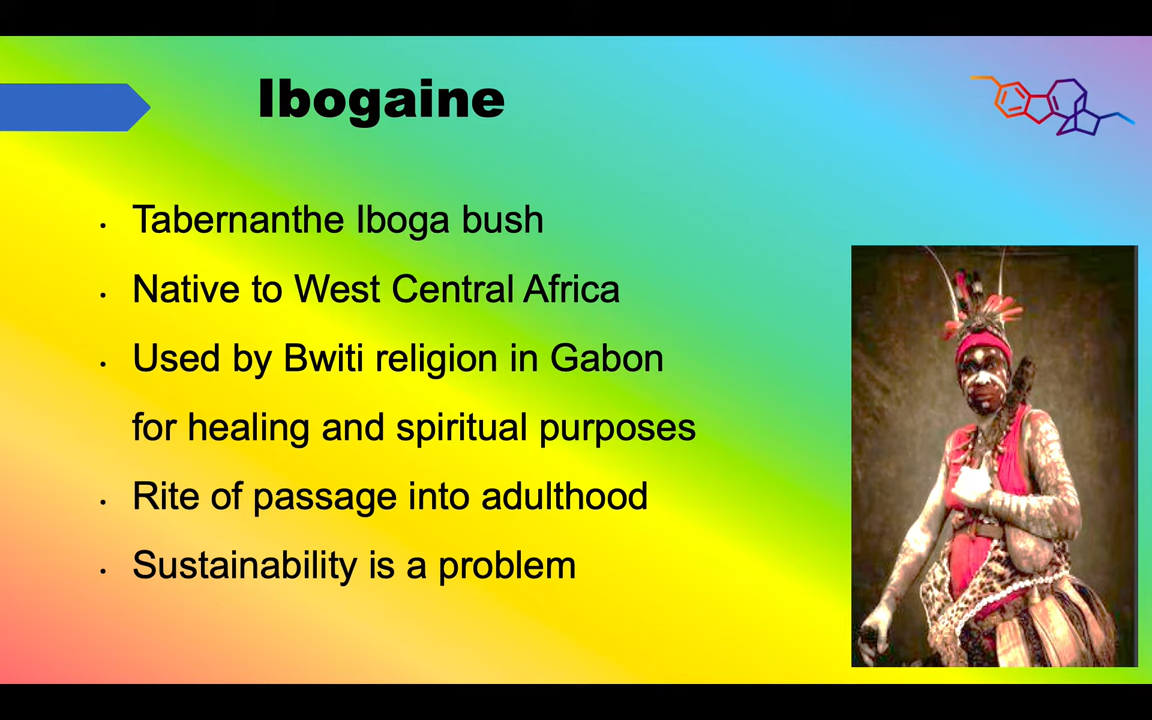 Ibogaine
• Tabernanthe Iboga bush
• Native to West Central Africa
• Used by Bwiti religion in Gabon
for healing and spiritual purposes
• Rite of passage into adulthood
• Sustainability is a problem